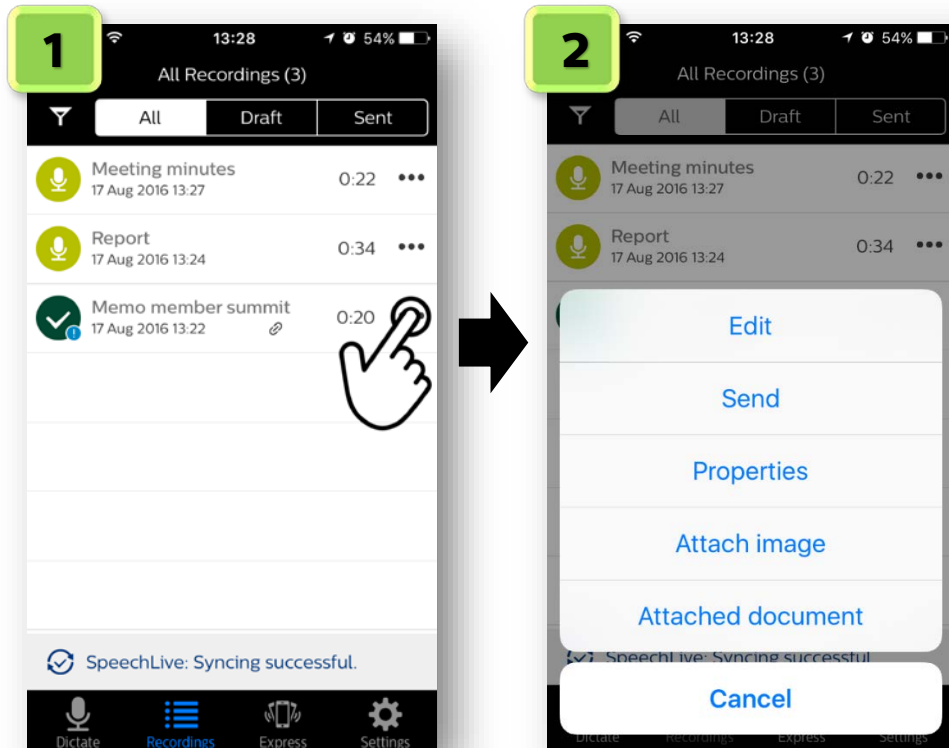 1
13:28
54%
All Recordings (3)
All Draft Sent
Meeting minutes
17 Aug 2016 13:27
0:22
Report
17 Aug 2016 13:24
0:34
Memo member summit
17 Aug 2016 13:22
0:20
SpeechLive: Syncing successful.
Dictate Recordings Express Settings
2
13:28
54%
All Recordings (3)
All Draft Sent
Meeting minutes
17 Aug 2016 13:27
0:22
Report
17 Aug 2016 13:24
0:34
Edit
Send
Properties
Attach image
Attached document
SpeechLive: Syncing successful
Cancel
Dictate Recordings Express Settings